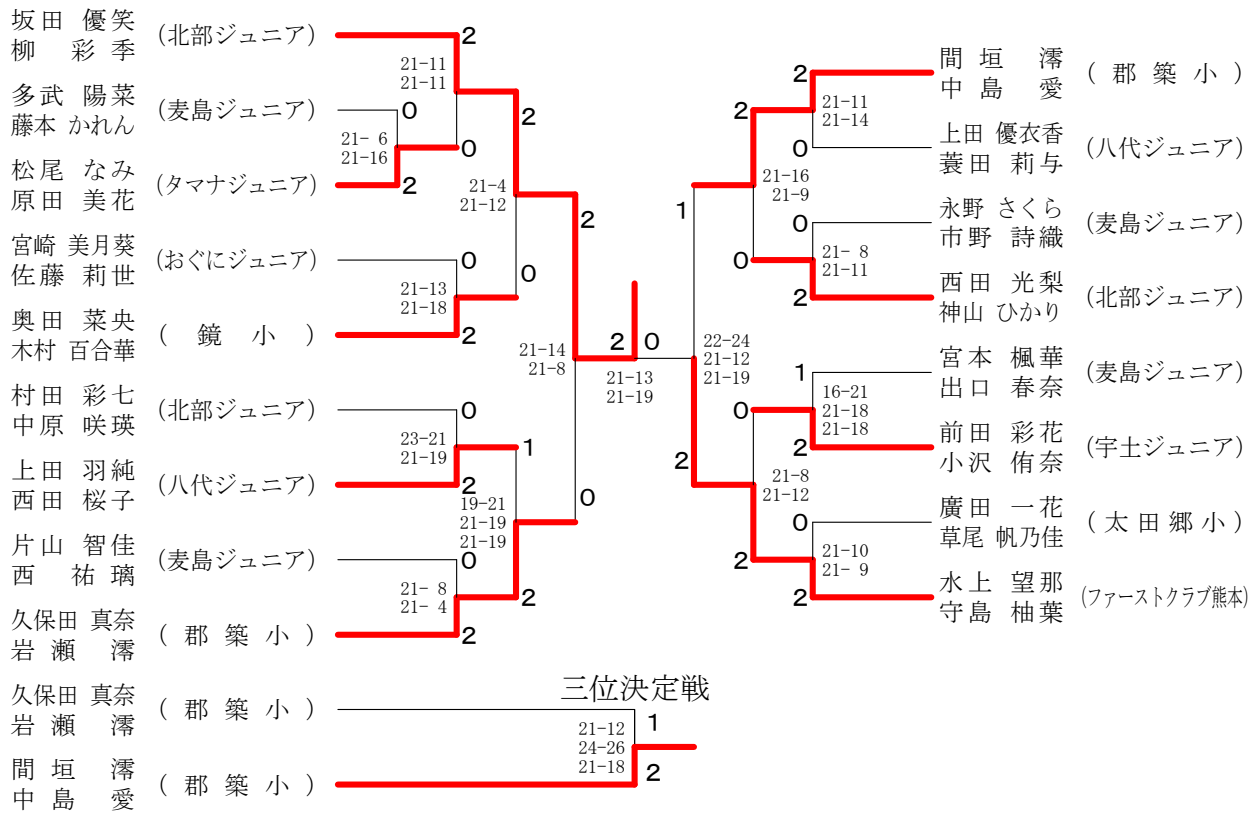 坂田 優笑
柳 彩季
(北部ジュニア)
2
21-11
21-11
多武 陽菜
藤本 かれん
(麦島ジュニア)
0
21- 6
21-16
0
松尾 なみ
原田 美花
(タマナジュニア)
2
2
21-4
21-12
宮崎 美月葵
佐藤 莉世
(おぐにジュニア)
0
21-13
21-18
0
奥田 菜央
木村 百合華
(鏡小)
2
2
21-14
21-8
村田 彩七
中原 咲瑛
(北部ジュニア)
0
23-21
21-19
1
上田 羽純
西田 桜子
(八代ジュニア)
2
19-21
21-19
21-19
0
片山 智佳
西 祐璃
(麦島ジュニア)
0
21- 8
21- 4
2
久保田 真奈
岩瀬 澪
(郡築小)
2
2 0
21-13
21-19
間垣 澪
中島 愛
(郡築小)
2
21-11
21-14
2
上田 優衣香
蓑田 莉与
(八代ジュニア)
0
21-16
21-9
1
永野 さくら
市野 詩織
(麦島ジュニア)
0
21- 8
21-11
0
西田 光梨
神山 ひかり
(北部ジュニア)
2
22-24
21-12
21-19
宮本 楓華
出口 春奈
(麦島ジュニア)
1
16-21
21-18
21-18
0
前田 彩花
小沢 侑奈
(宇土ジュニア)
2
2
21-8
21-12
廣田 一花
草尾 帆乃佳
(太田郷小)
0
21-10
21- 9
2
水上 望那
守島 柚葉
(ファーストクラブ熊本)
2
三位決定戦
久保田 真奈
岩瀬 澪
(郡築小)
1
21-12
24-26
21-18
間垣 澪
中島 愛
(郡築小)
2